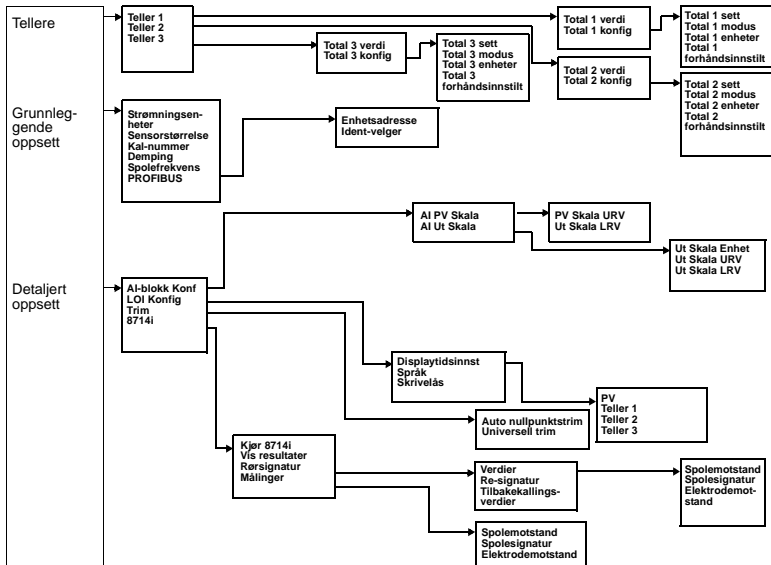 Tellere
Teller 1
Teller 2
Teller 3
Total 3 verdi
Total 3 konfig
Total 3 sett
Total 3 modus
Total 3 enheter
Total 3
forhåndsinnstilt
Total 1 verdi
Total 1 konfig
Total 1 sett
Total 1 modus
Total 1 enheter
Total 1
forhåndsinnstilt
Total 2 verdi
Total 2 konfig
Total 2 sett
Total 2 modus
Total 2 enheter
Total 2
forhåndsinnstilt
Grunnleg-
gende
oppsett
Strømningsen-
heter
Sensorstørrelse
Kal-nummer
Demping
Spolefrekvens
PROFIBUS
Enhetsadresse
Ident-velger
Detaljert
oppsett
AI-blokk Konf
LOI Konfig
Trim
8714i
AI PV Skala
AI Ut Skala
PV Skala URV
Ut Skala LRV
Ut Skala Enhet
Ut Skala URV
Ut Skala LRV
Displaytidsinnst
Språk
Skrivelås
PV
Teller 1
Teller 2
Teller 3
Auto nullpunktstrim
Universell trim
Kjør 8714i
Vis resultater
Rørsignatur
Målinger
Verdier
Re-signatur
Tilbakekallings-
verdier
Spolemotstand
Spolesignatur
Elektrodemot-
stand
Spolemotstand
Spolesignatur
Elektrodemotstand